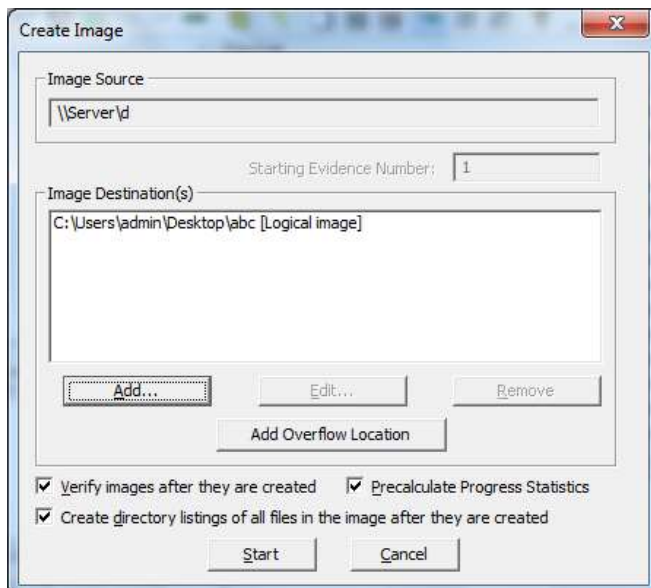 Create Image
Image Source
\\Server\d
Starting Evidence Number: 1
Image Destination(s)
C:\Users\admin\Desktop\abc [Logical image]
Add... Edit... Remove
Add Overflow Location
Verify images after they are created Precalculate Progress Statistics
Create directory listings of all files in the image after they are created
Start Cancel